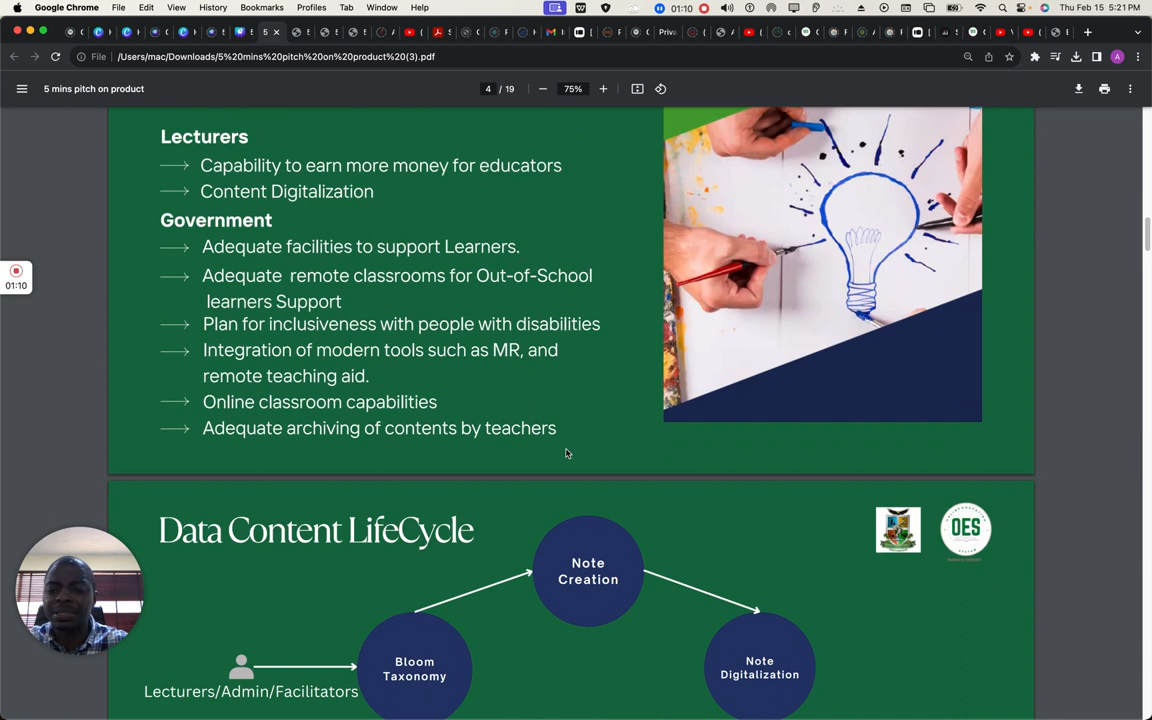 Google Chrome File Edit View History Bookmarks Profiles Tab Window Help 01:10 Thu Feb 15 5:21 PM
5 Priva
File /Users/mac/Downloads/5%20mins%20pitch%20on%20product%20(3).pdf A
5 mins pitch on product 4 / 19 75%
Lecturers
Capability to earn more money for educators
Content Digitalization
Government
Adequate facilities to support Learners.
Adequate remote classrooms for Out-of-School
learners Support
Plan for inclusiveness with people with disabilities
Integration of modern tools such as MR, and
remote teaching aid.
Online classroom capabilities
Adequate archiving of contents by teachers
01:10
Data Content LifeCycle
OES
Note
Creation
Bloom
Taxonomy
Note
Digitalization
Lecturers/Admin/Facilitators